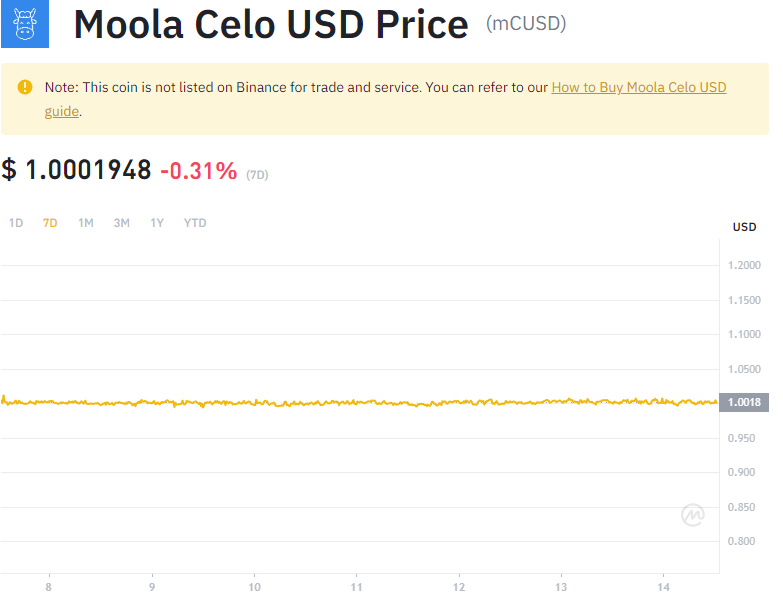 Moola Celo USD Price (mCUSD)
Note: This coin is not listed on Binance for trade and service. You can refer to our How to Buy Moola Celo USD
guide.
$ 1.0001948 -0.31% (7D)
1D 7D 1M 3M 1Y YTD
USD
1.2000
1.1500
1.1000
1.0500
1.0018
0.950
0.900
0.850
0.800
8 9 10 11 12 13 14